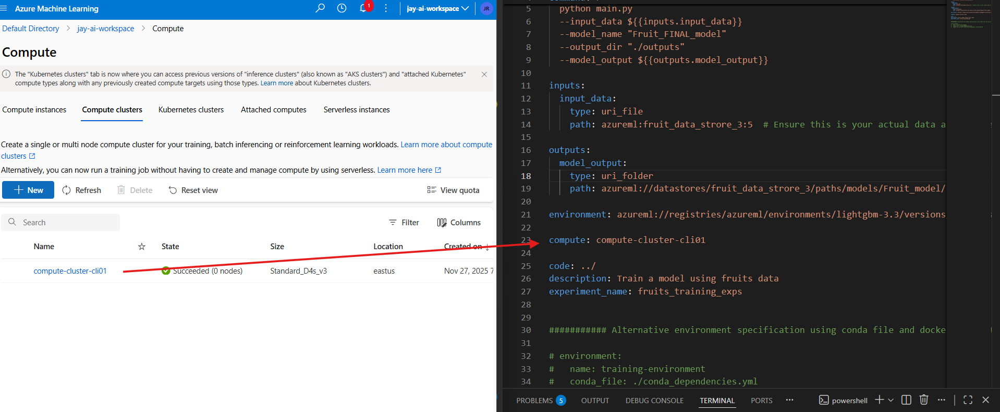 Azure Machine Learning
1
jay-ai-workspace
JR
Default Directory > jay-ai-workspace > Compute
Compute
The "Kubernetes clusters" tab is now where you can access previous versions of "inference clusters" (also known as "AKS clusters") and "attached Kubernetes"
compute types along with any previously created compute targets using those types. Learn more about Kubernetes clusters.
Compute instances
Compute clusters
Kubernetes clusters
Attached computes
Serverless instances
Create a single or multi node compute cluster for your training, batch inferencing or reinforcement learning workloads. Learn more about compute
clusters
Alternatively, you can now run a training job without having to create and manage compute by using serverless. Learn more here
New
Refresh
Delete
Reset view
View quota
Search
Filter
Columns
Name State Size Location Created on
compute-cluster-cli01 Succeeded (0 nodes) Standard_D4s_v3 eastus Nov 27, 2025 7
5 python main.py
6 --input_data ${{inputs.input_data}}
7 --model_name "Fruit_FINAL_model"
8 --output_dir "./outputs"
9 --model_output ${{outputs.model_output}}
10
11 inputs:
12 input_data:
13 type: uri_file
14 path: azureml:fruit_data_strore_3:5 # Ensure this is your actual data a
15
16 outputs:
17 model_output:
18 type: uri_folder
19 path: azureml://datastores/fruit_data_strore_3/paths/models/Fruit_model/
20
21 environment: azureml://registries/azureml/environments/lightgbm-3.3/versions
22
23 compute: compute-cluster-cli01
24
25 code: ../
26 description: Train a model using fruits data
27 experiment_name: fruits_training_exps
28
29
30 ########### Alternative environment specification using conda file and docke
31
32 # environment:
33 # name: training-environment
34 # conda_file: ./conda_dependencies.yml
PROBLEMS 5
OUTPUT
DEBUG CONSOLE
TERMINAL
PORTS
powershell